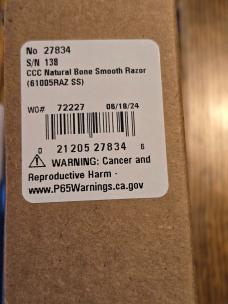 No 27834
S/N 138
CCC Natural Bone Smooth Razor
(61005RAZ SS)
WO# 72227 06/18/24
0 21205 27834 6
⚠ WARNING: Cancer and
Reproductive Harm -
www.P65Warnings.ca.gov